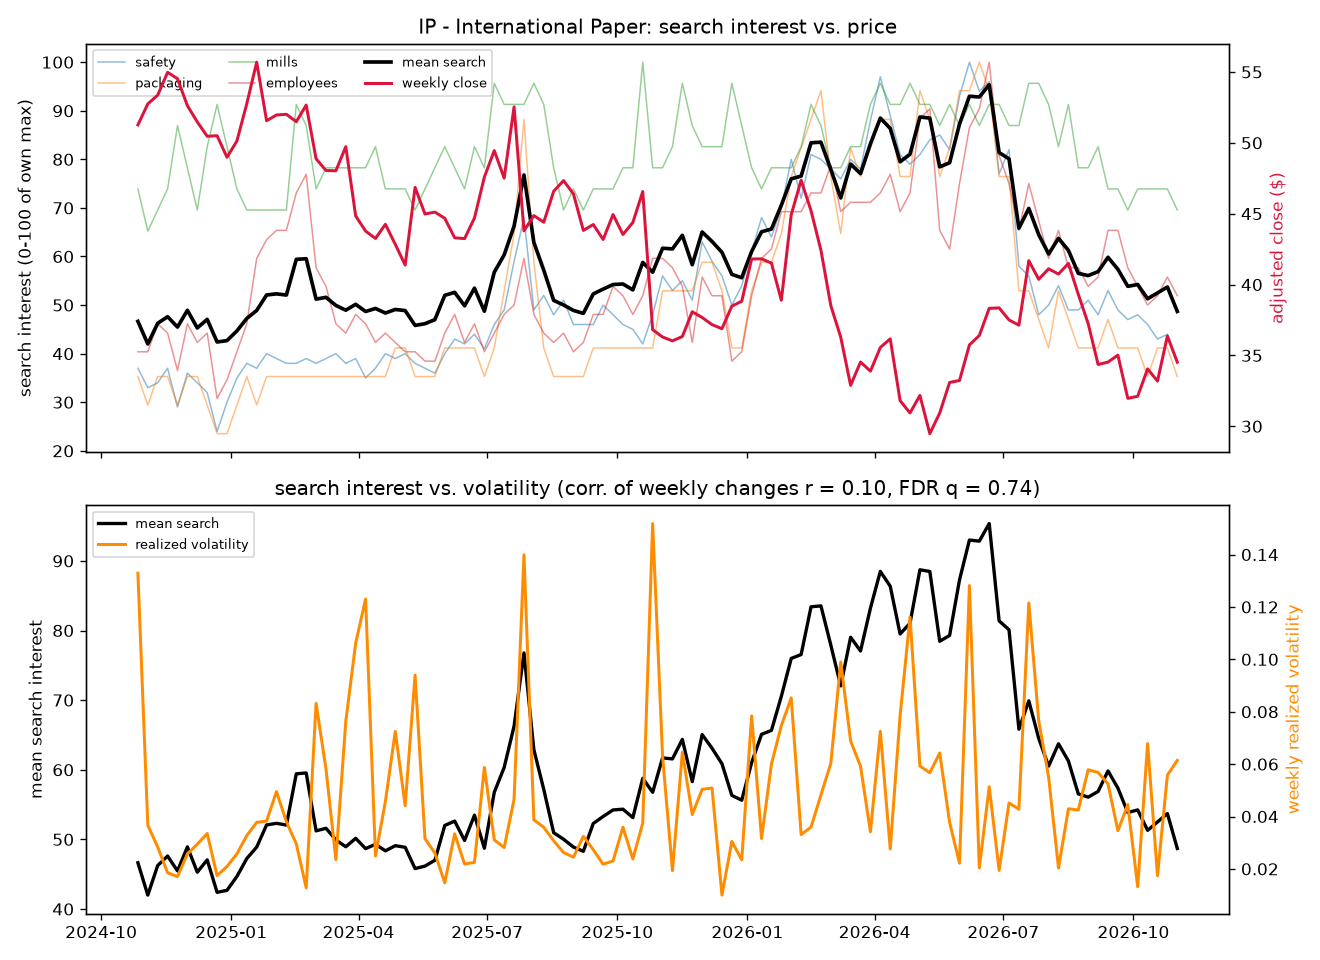 IP - International Paper: search interest vs. price
safety
packaging
mills
employees
mean search
weekly close
search interest (0-100 of own max)
100
90
80
70
60
50
40
30
20
adjusted close ($)
55
50
45
40
35
30
search interest vs. volatility (corr. of weekly changes r = 0.10, FDR q = 0.74)
mean search
realized volatility
mean search interest
90
80
70
60
50
40
weekly realized volatility
0.14
0.12
0.10
0.08
0.06
0.04
0.02
2024-10
2025-01
2025-04
2025-07
2025-10
2026-01
2026-04
2026-07
2026-10